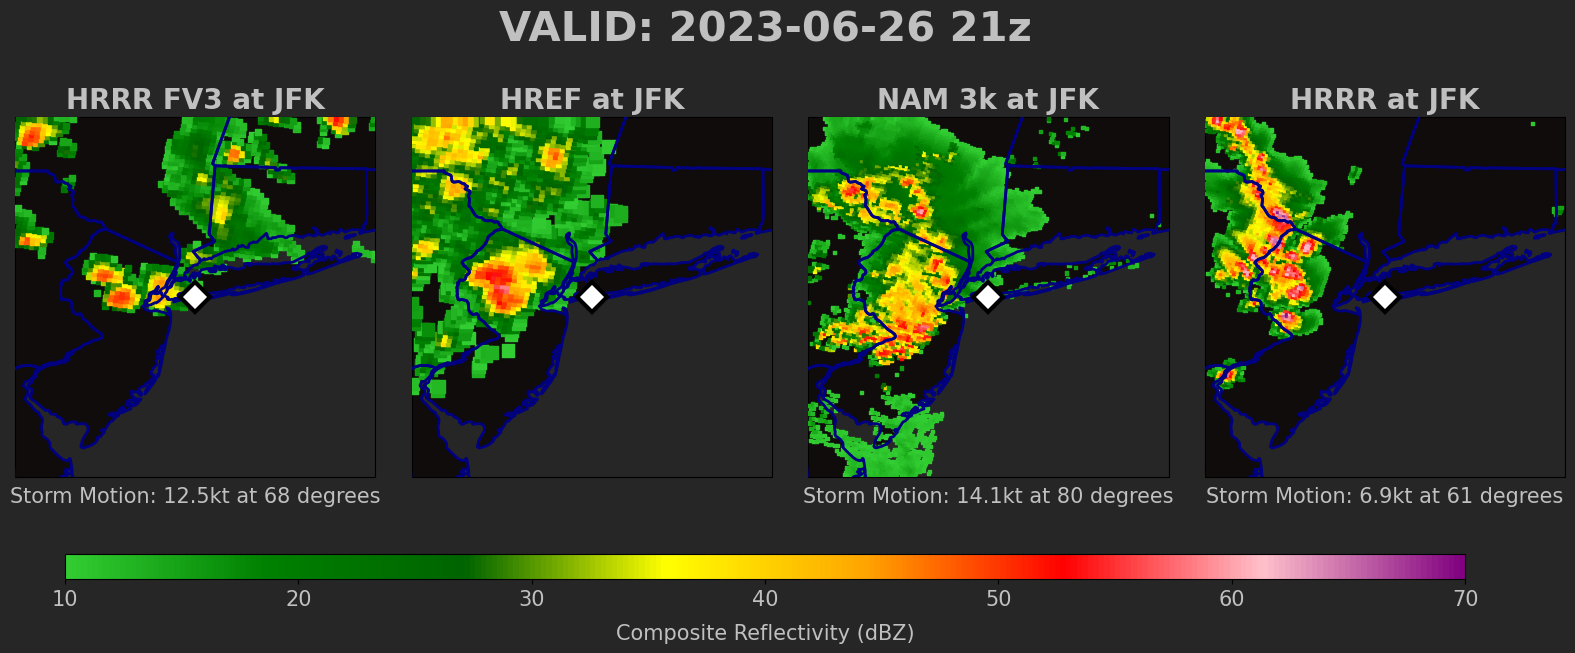 VALID: 2023-06-26 21z
HRRR FV3 at JFK
HREF at JFK
NAM 3k at JFK
HRRR at JFK
Storm Motion: 12.5kt at 68 degrees
Storm Motion: 14.1kt at 80 degrees
Storm Motion: 6.9kt at 61 degrees
10 20 30 40 50 60 70
Composite Reflectivity (dBZ)